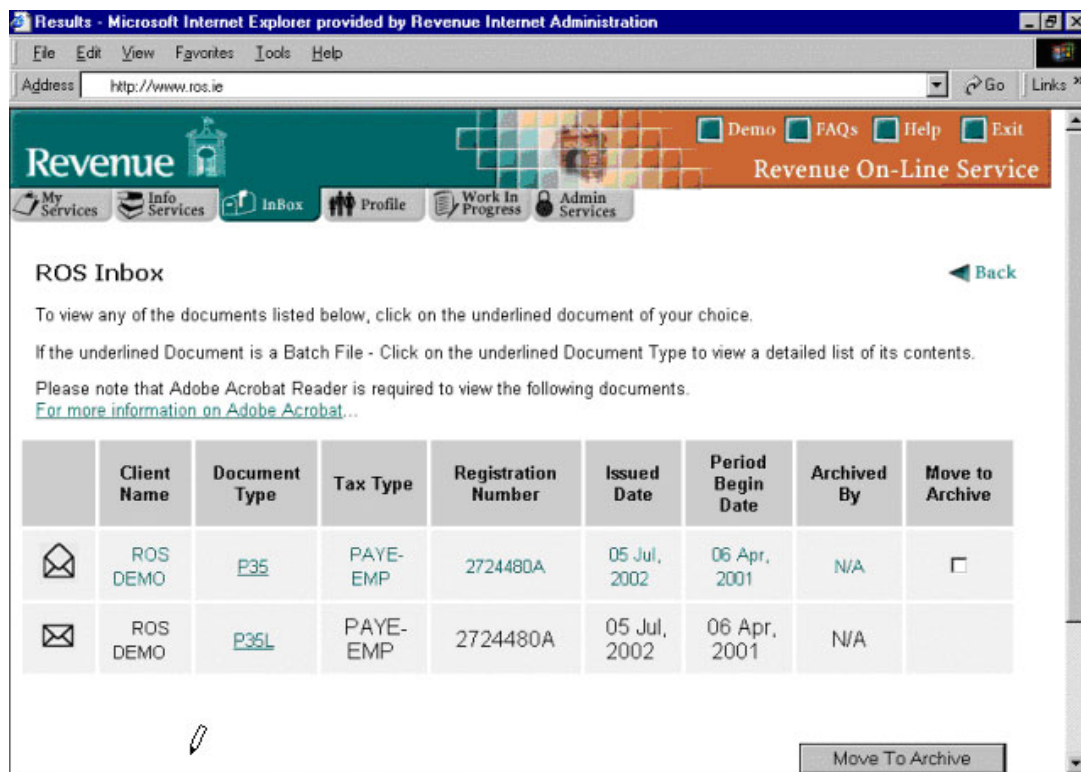 Results - Microsoft Internet Explorer provided by Revenue Internet Administration
File Edit View Favorites Tools Help
Address http://www.ros.ie Go Links »
Demo FAQs Help Exit
Revenue
Revenue On-Line Service
My Services Info Services InBox Profile Work In Progress Admin Services
ROS Inbox
Back
To view any of the documents listed below, click on the underlined document of your choice.
If the underlined Document is a Batch File - Click on the underlined Document Type to view a detailed list of its contents.
Please note that Adobe Acrobat Reader is required to view the following documents.
For more information on Adobe Acrobat...
Client Name Document Type Tax Type Registration Number Issued Date Period Begin Date Archived By Move to Archive
ROS DEMO P35 PAYE-EMP 2724480A 05 Jul, 2002 06 Apr, 2001 N/A
ROS DEMO P35L PAYE-EMP 2724480A 05 Jul, 2002 06 Apr, 2001 N/A
Move To Archive